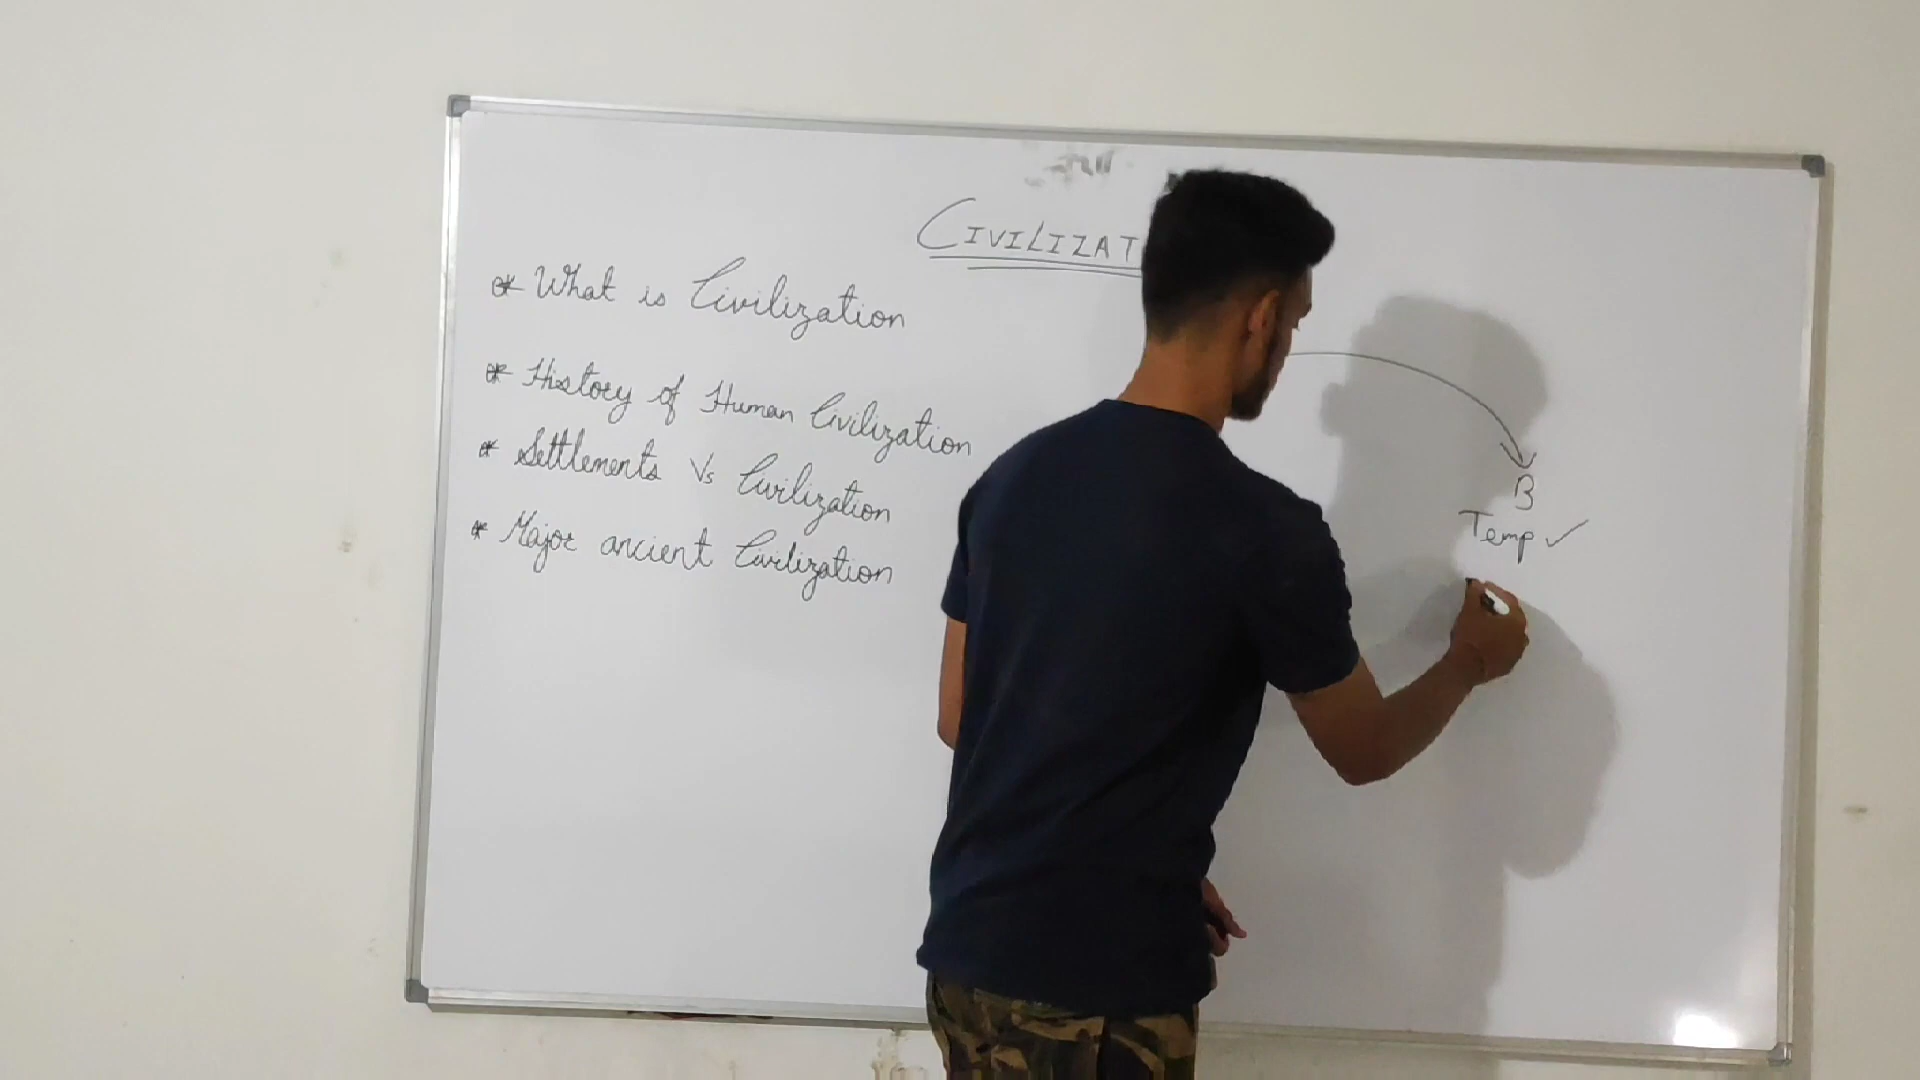 CIVILIZAT
* What is Civilization
* History of Human Civilization
* Settlements Vs Civilization
* Major ancient Civilization
B
Temp ✓